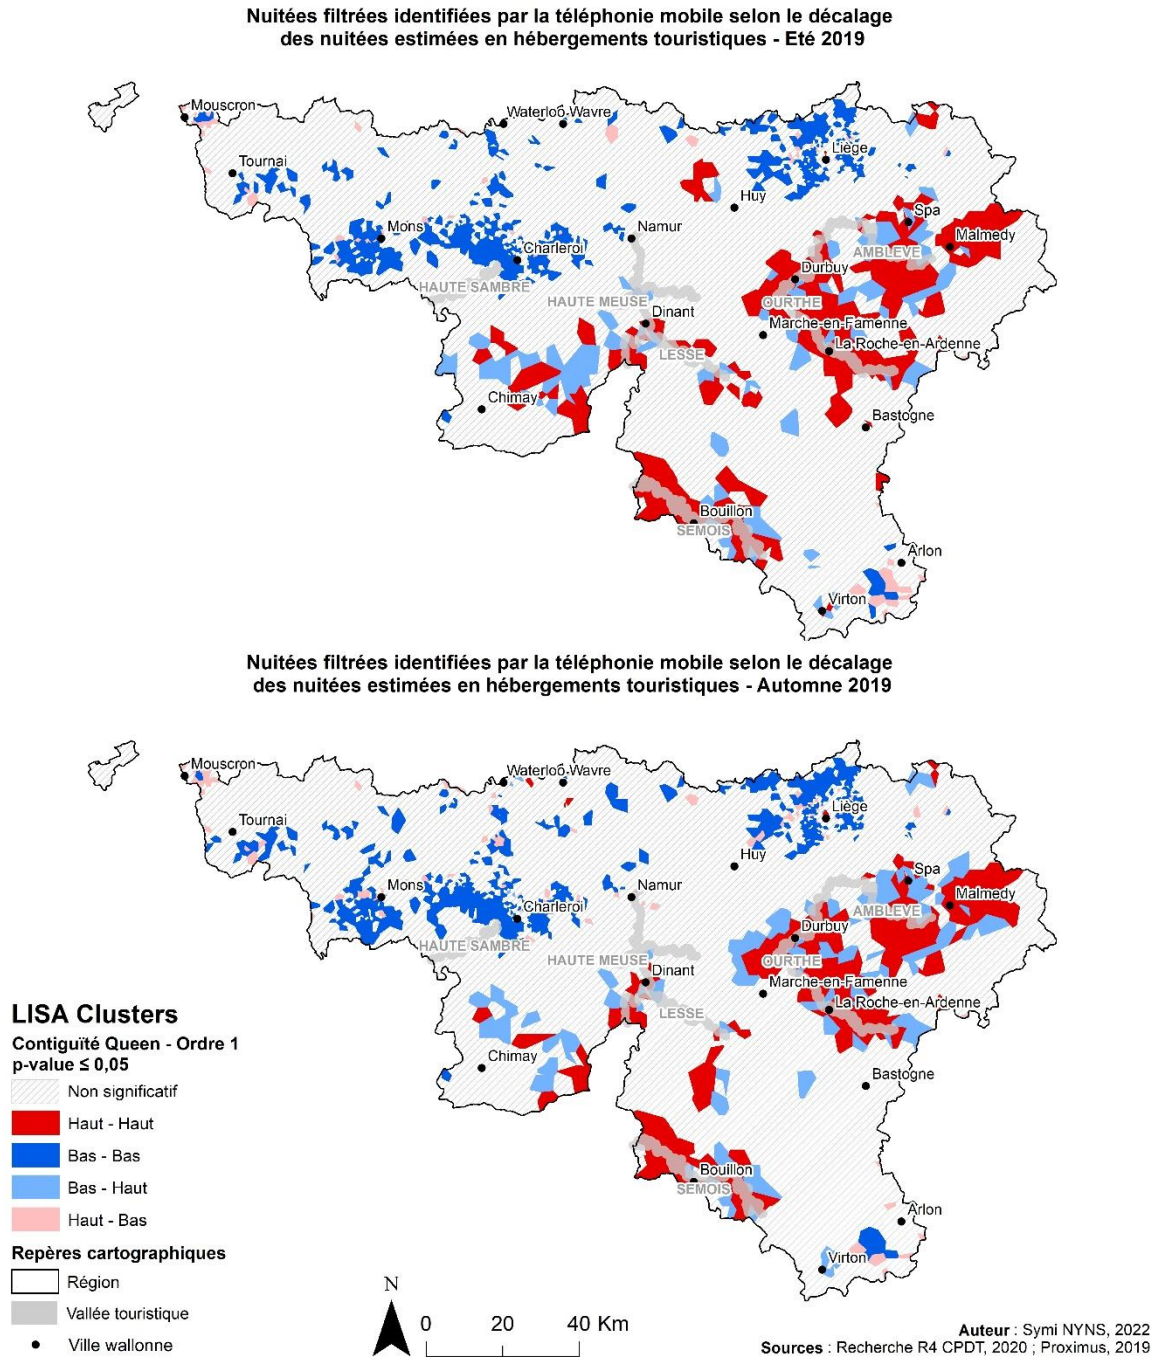 Nuitées filtrées identifiées par la téléphonie mobile selon le décalage
des nuitées estimées en hébergements touristiques - Eté 2019
Mouscron
Waterloo Wavre
Tournai
Liège
Huy
Spa
Mons
Namur
Malmedy
Charleroi
AMBLEVE
Durbuy
HAUTE SAMBRE
HAUTE MEUSE
OURTHE
Dinant
Marche-en-Famenne
LESSE
La Roche-en-Ardenne
Chimay
Bastogne
Bouillon
SEMOIS
Arlon
Virton
Nuitées filtrées identifiées par la téléphonie mobile selon le décalage
des nuitées estimées en hébergements touristiques - Automne 2019
Mouscron
Waterloo Wavre
Tournai
Liège
Huy
Spa
Mons
Namur
Malmedy
Charleroi
AMBLEVE
Durbuy
HAUTE SAMBRE
HAUTE MEUSE
OURTHE
Dinant
Marche-en-Famenne
LESSE
La Roche-en-Ardenne
Chimay
Bastogne
Bouillon
SEMOIS
Arlon
Virton
LISA Clusters
Contiguïté Queen - Ordre 1
p-value ≤ 0,05
Non significatif
Haut - Haut
Bas - Bas
Bas - Haut
Haut - Bas
Repères cartographiques
Région
Vallée touristique
Ville wallonne
N
0 20 40 Km
Auteur : Symi NYNS, 2022
Sources : Recherche R4 CPDT, 2020 ; Proximus, 2019